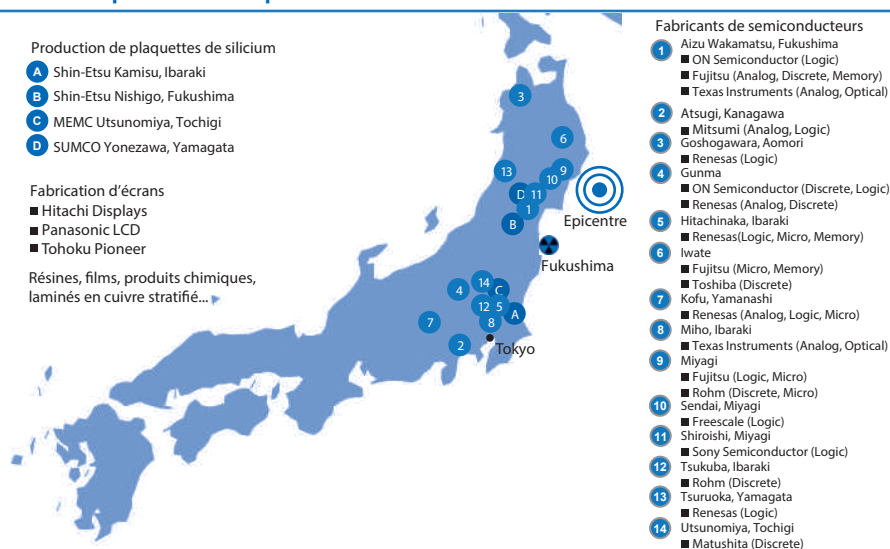 Production de plaquettes de silicium
A Shin-Etsu Kamisu, Ibaraki
B Shin-Etsu Nishigo, Fukushima
C MEMC Utsunomiya, Tochigi
D SUMCO Yonezawa, Yamagata
Fabrication d'écrans
■ Hitachi Displays
■ Panasonic LCD
■ Tohoku Pioneer
Résines, films, produits chimiques,
laminés en cuivre stratifié...
3
6
13
10
9
D
11
1
B
Epicentre
Fukushima
14
4
C
12
5
A
7
8
2
Tokyo
Fabricants de semiconducteurs
1 Aizu Wakamatsu, Fukushima
■ ON Semiconductor (Logic)
■ Fujitsu (Analog, Discrete, Memory)
■ Texas Instruments (Analog, Optical)
2 Atsugi, Kanagawa
■ Mitsumi (Analog, Logic)
3 Goshogawara, Aomori
■ Renesas (Logic)
4 Gunma
■ ON Semiconductor (Discrete, Logic)
■ Renesas (Analog, Discrete)
5 Hitachinaka, Ibaraki
■ Renesas(Logic, Micro, Memory)
6 Iwate
■ Fujitsu (Micro, Memory)
■ Toshiba (Discrete)
7 Kofu, Yamanashi
■ Renesas (Analog, Logic, Micro)
8 Miho, Ibaraki
■ Texas Instruments (Analog, Optical)
9 Miyagi
■ Fujitsu (Logic, Micro)
■ Rohm (Discrete, Micro)
10 Sendai, Miyagi
■ Freescale (Logic)
11 Shiroishi, Miyagi
■ Sony Semiconductor (Logic)
12 Tsukuba, Ibaraki
■ Rohm (Discrete)
13 Tsuruoka, Yamagata
■ Renesas (Logic)
14 Utsunomiya, Tochigi
■ Matushita (Discrete)